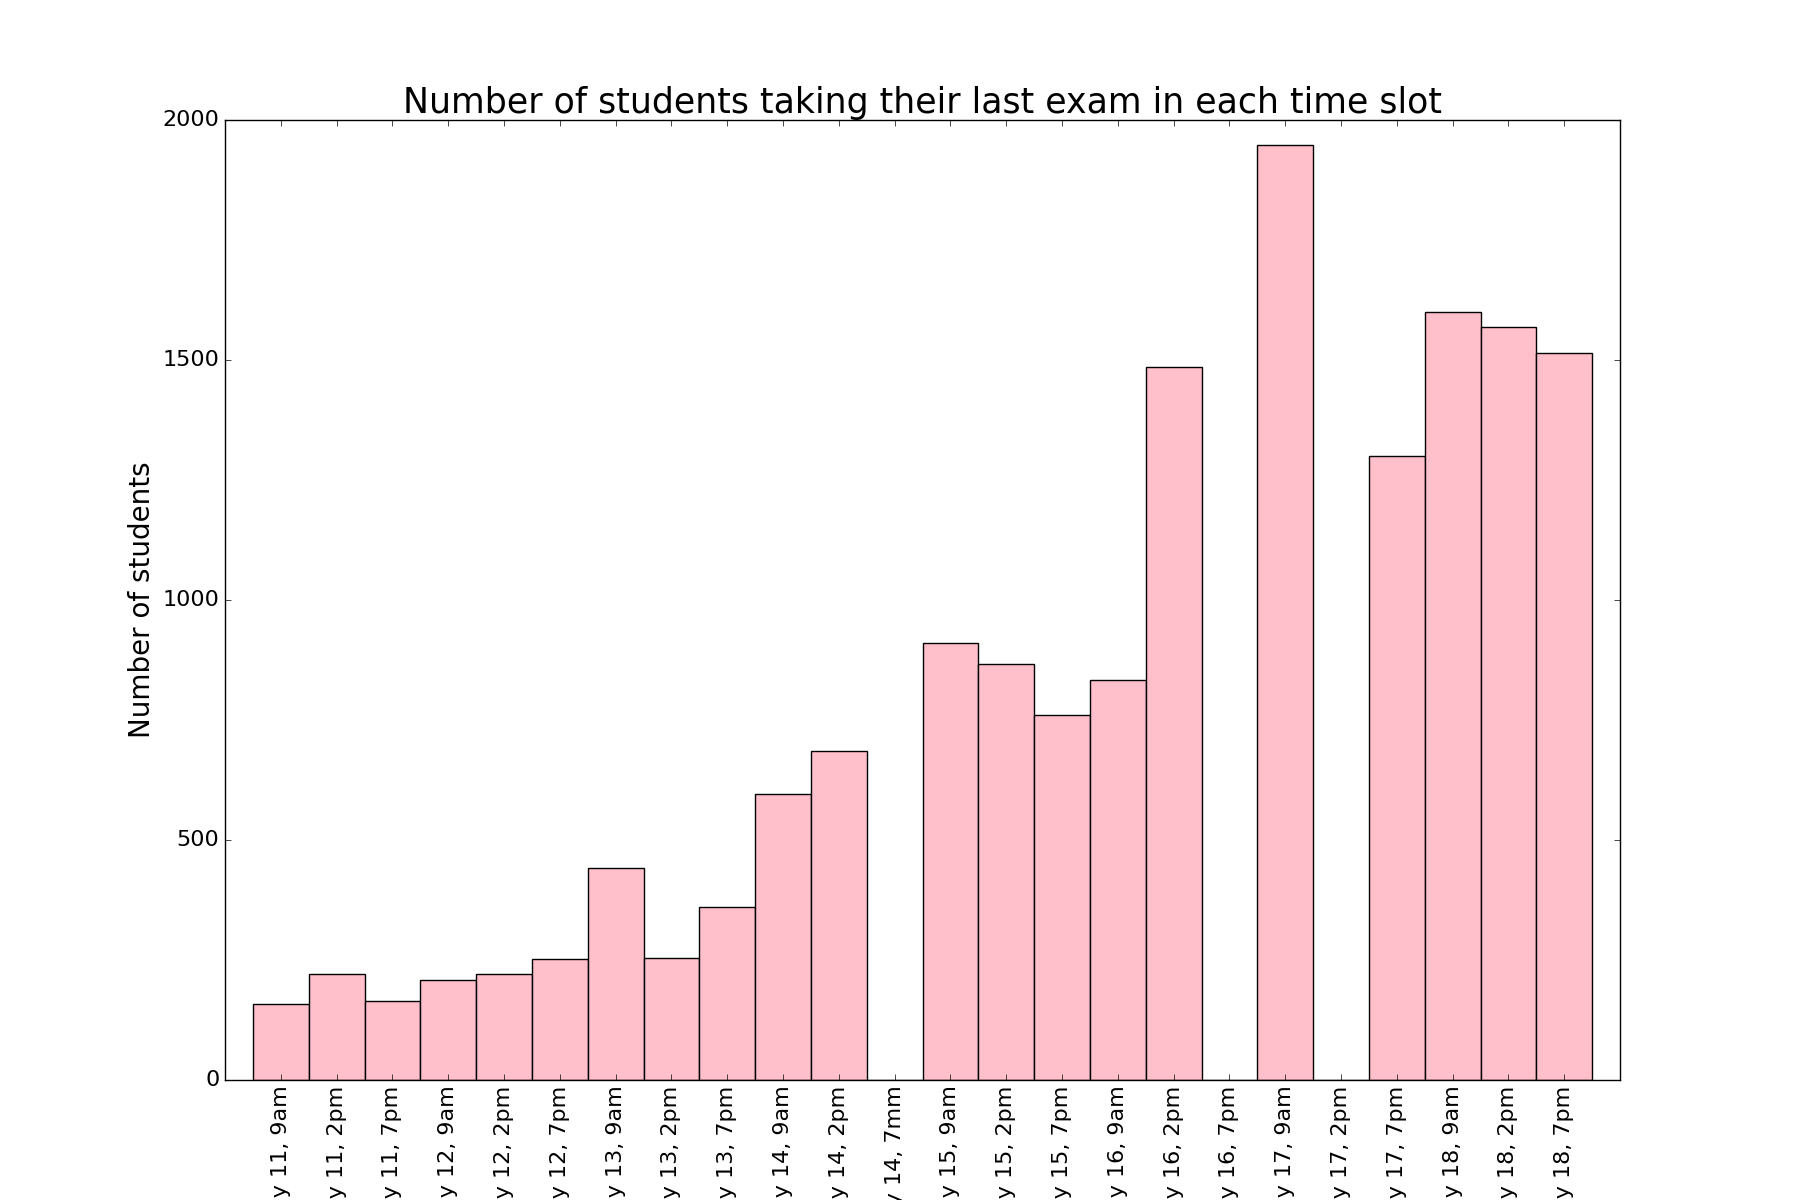 Number of students taking their last exam in each time slot
Number of students
2000
1500
1000
500
0
y 11, 9am
y 11, 2pm
y 11, 7pm
y 12, 9am
y 12, 2pm
y 12, 7pm
y 13, 9am
y 13, 2pm
y 13, 7pm
y 14, 9am
y 14, 2pm
y 14, 7mm
y 15, 9am
y 15, 2pm
y 15, 7pm
y 16, 9am
y 16, 2pm
y 16, 7pm
y 17, 9am
y 17, 2pm
y 17, 7pm
y 18, 9am
y 18, 2pm
y 18, 7pm